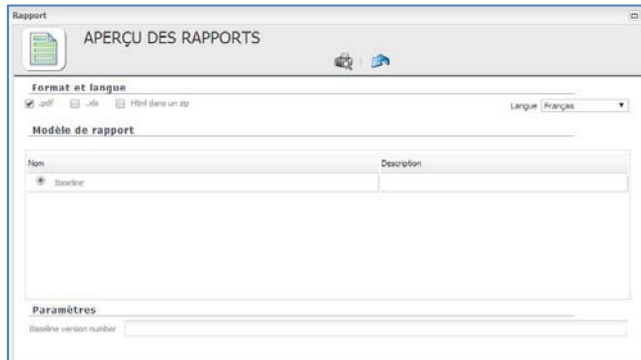 Rapport
APERÇU DES RAPPORTS
Format et langue
.pdf .xls Html dans un zip Langue Français
Modèle de rapport
Nom Description
Baseline
Paramètres
Baseline version number